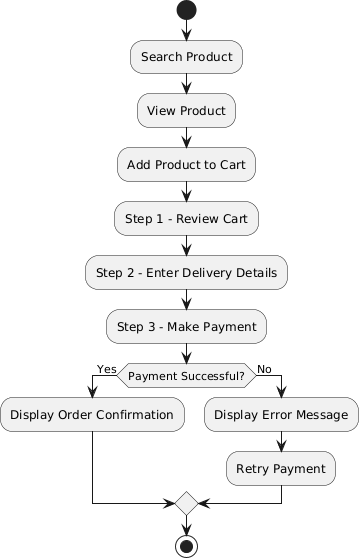 Search Product
View Product
Add Product to Cart
Step 1 - Review Cart
Step 2 - Enter Delivery Details
Step 3 - Make Payment
Payment Successful?
Yes
No
Display Order Confirmation
Display Error Message
Retry Payment